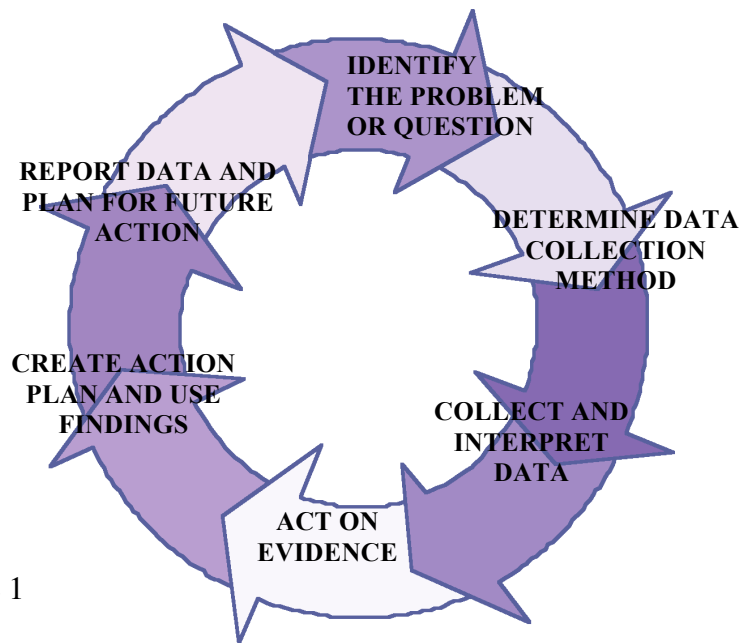 IDENTIFY
THE PROBLEM
OR QUESTION
DETERMINE DATA
COLLECTION
METHOD
COLLECT AND
INTERPRET
DATA
ACT ON
EVIDENCE
CREATE ACTION
PLAN AND USE
FINDINGS
REPORT DATA AND
PLAN FOR FUTURE
ACTION
1